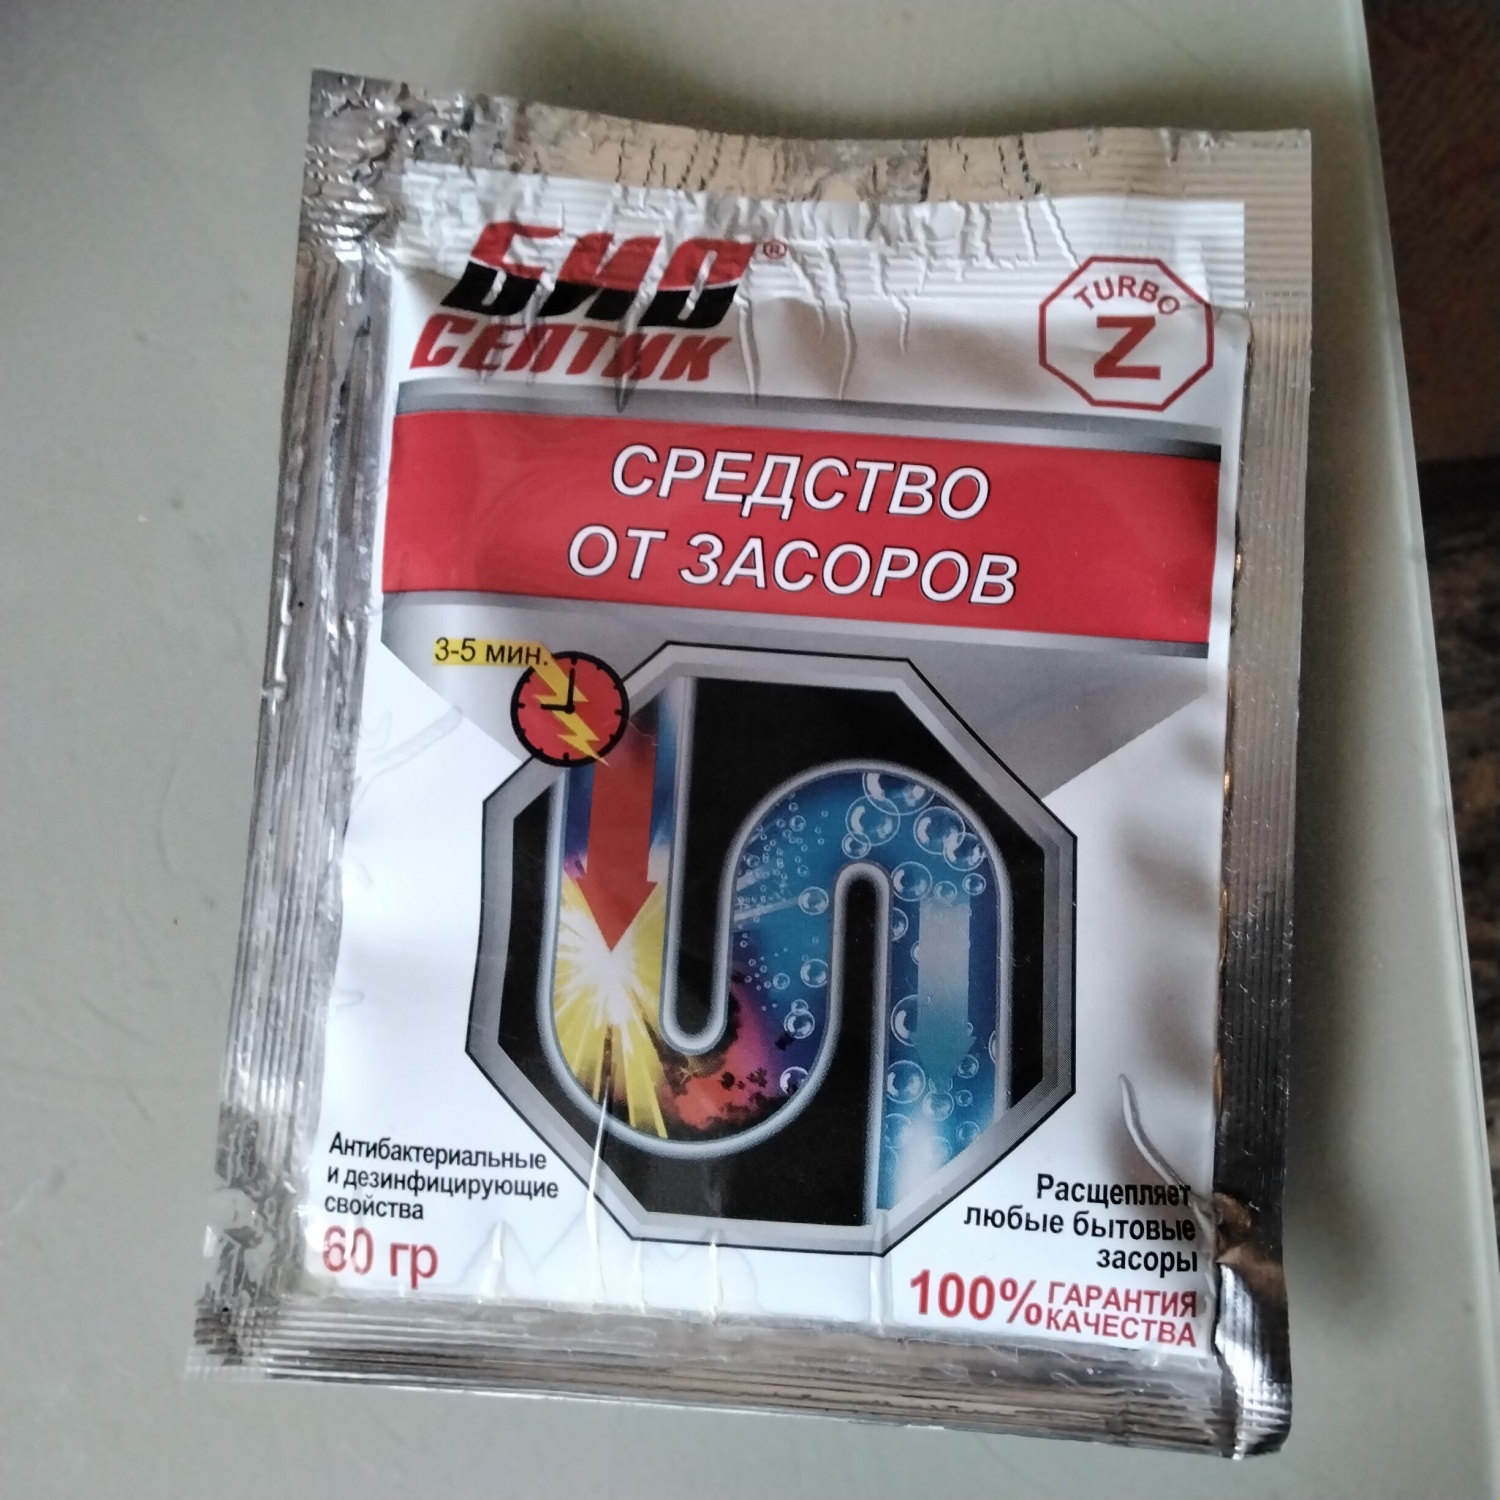 БИО®
СЕПТИК
TURBO
Z
СРЕДСТВО
ОТ ЗАСОРОВ
3-5 мин.
Антибактериальные
и дезинфицирующие
свойства
60 гр
Расщепляет
любые бытовые
засоры
100% ГАРАНТИЯ
КАЧЕСТВА